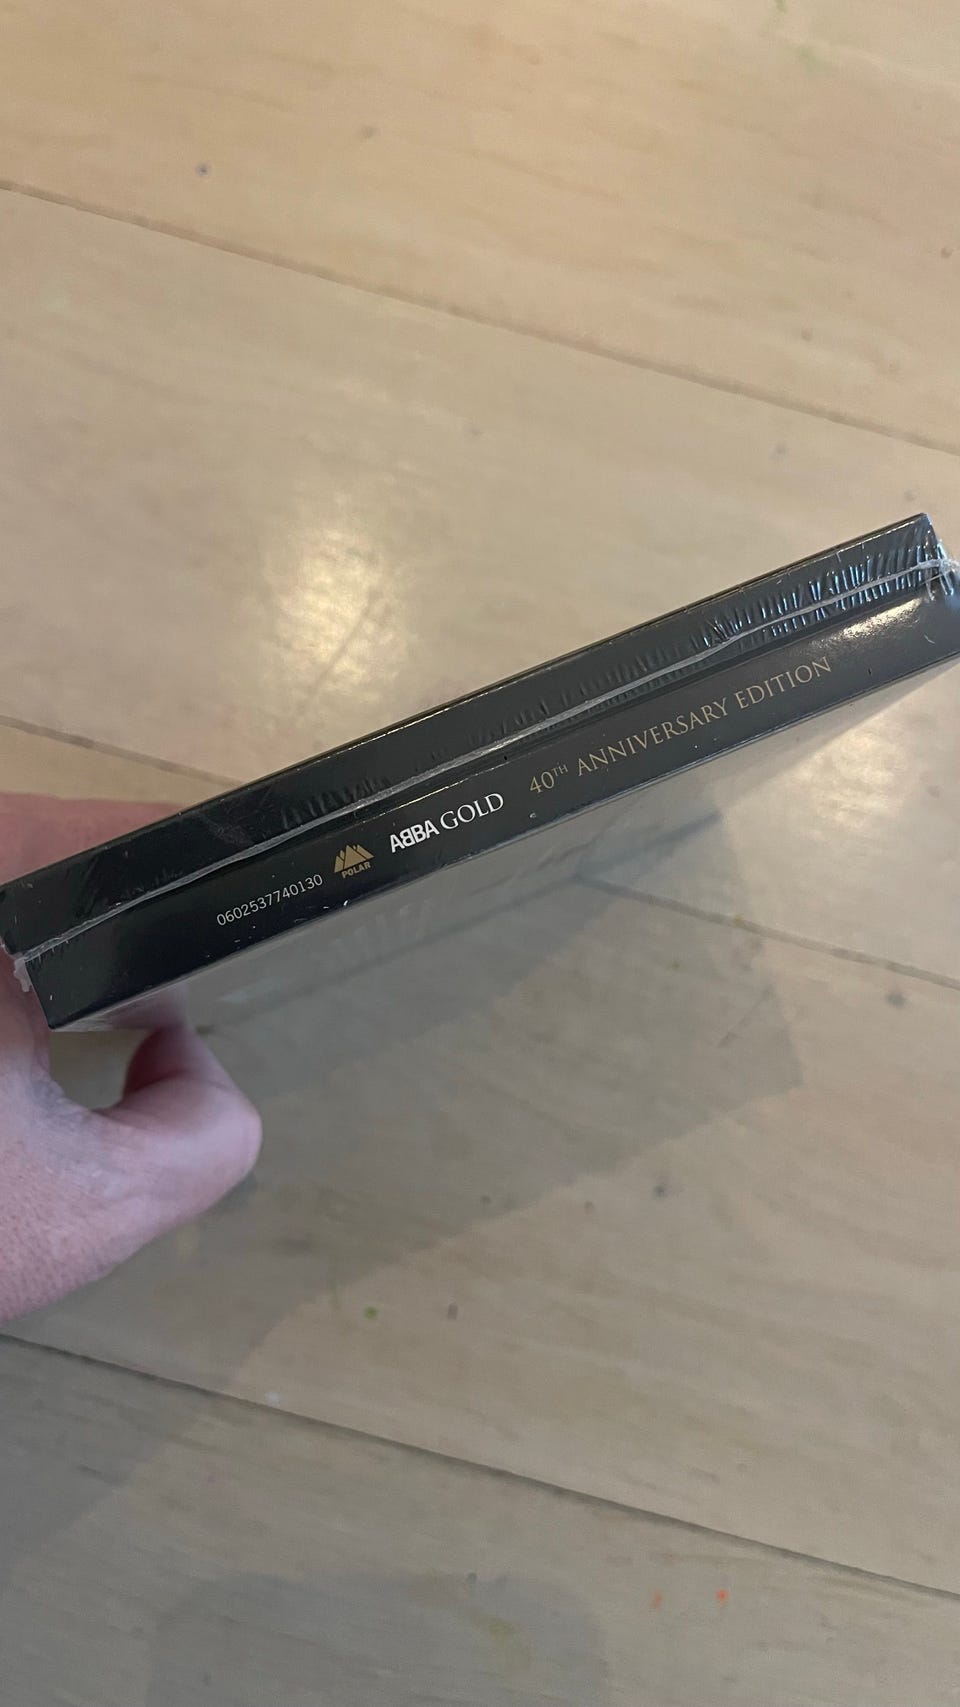 0602537740130 POLAR ABBA GOLD 40TH ANNIVERSARY EDITION